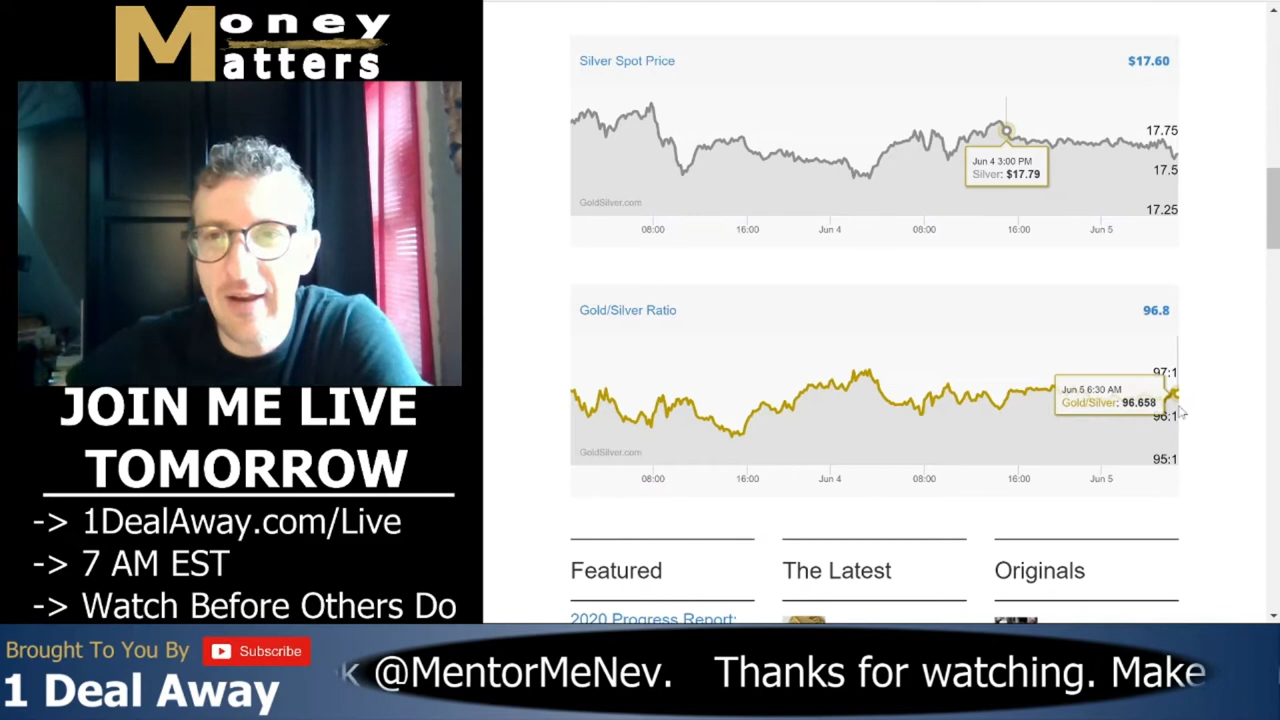 Money
Matters
JOIN ME LIVE
TOMORROW
-> 1DealAway.com/Live
-> 7 AM EST
-> Watch Before Others Do
Silver Spot Price
$17.60
17.75
17.5
17.25
Jun 4 3:00 PM
Silver: $17.79
GoldSilver.com
08:00 16:00 Jun 4 08:00 16:00 Jun 5
Gold/Silver Ratio
96.8
97:1
96:1
95:1
Jun 5 6:30 AM
Gold/Silver: 96.658
GoldSilver.com
08:00 16:00 Jun 4 08:00 16:00 Jun 5
Featured
The Latest
Originals
2020 Progress Report:
Brought To You By
Subscribe
1 Deal Away
k @MentorMeNev. Thanks for watching. Make